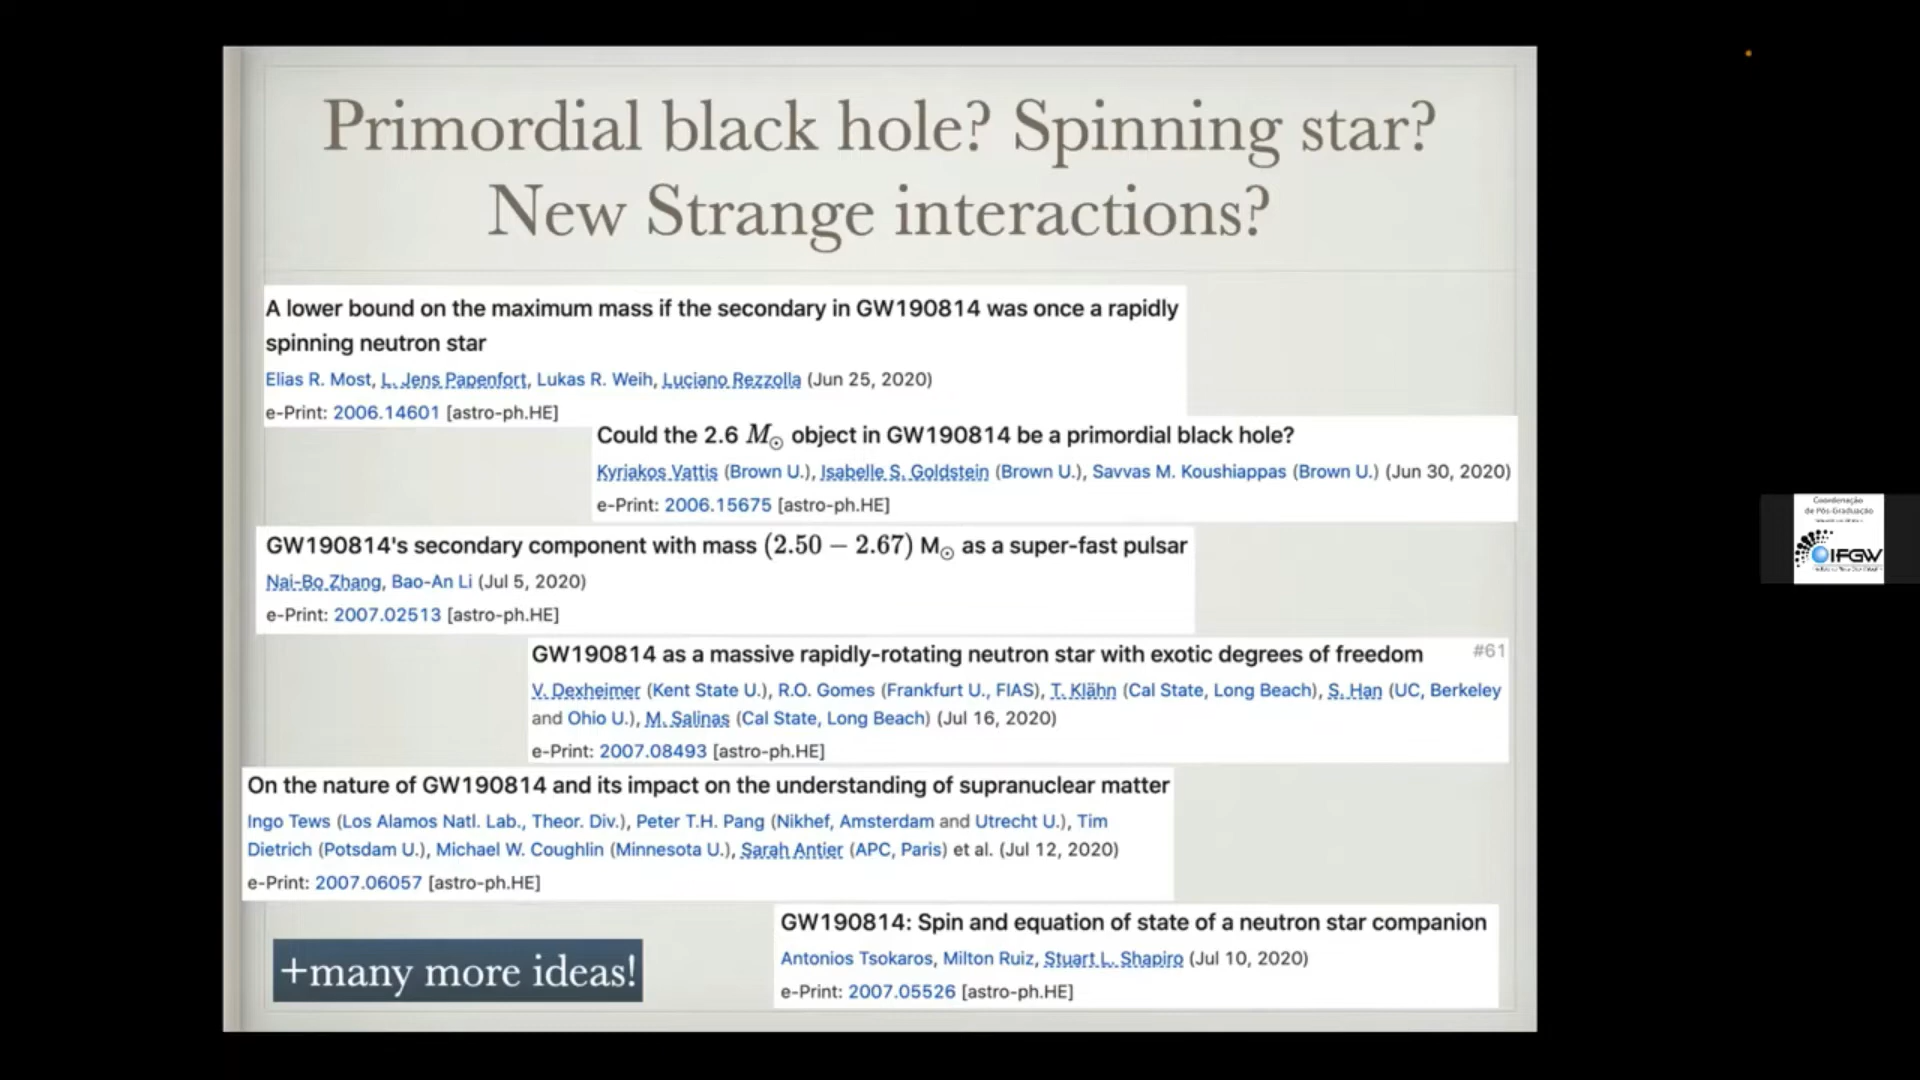 Primordial black hole? Spinning star?
New Strange interactions?
A lower bound on the maximum mass if the secondary in GW190814 was once a rapidly
spinning neutron star
Elias R. Most, L. Jens Papenfort, Lukas R. Weih, Luciano Rezzolla (Jun 25, 2020)
e-Print: 2006.14601 [astro-ph.HE]
Could the 2.6 M⊙ object in GW190814 be a primordial black hole?
Kyriakos Vattis (Brown U.), Isabelle S. Goldstein (Brown U.), Savvas M. Koushiappas (Brown U.) (Jun 30, 2020)
e-Print: 2006.15675 [astro-ph.HE]
GW190814's secondary component with mass (2.50 − 2.67) M⊙ as a super-fast pulsar
Nai-Bo Zhang, Bao-An Li (Jul 5, 2020)
e-Print: 2007.02513 [astro-ph.HE]
GW190814 as a massive rapidly-rotating neutron star with exotic degrees of freedom #61
V. Dexheimer (Kent State U.), R.O. Gomes (Frankfurt U., FIAS), T. Klähn (Cal State, Long Beach), S. Han (UC, Berkeley
and Ohio U.), M. Salinas (Cal State, Long Beach) (Jul 16, 2020)
e-Print: 2007.08493 [astro-ph.HE]
On the nature of GW190814 and its impact on the understanding of supranuclear matter
Ingo Tews (Los Alamos Natl. Lab., Theor. Div.), Peter T.H. Pang (Nikhef, Amsterdam and Utrecht U.), Tim
Dietrich (Potsdam U.), Michael W. Coughlin (Minnesota U.), Sarah Antier (APC, Paris) et al. (Jul 12, 2020)
e-Print: 2007.06057 [astro-ph.HE]
GW190814: Spin and equation of state of a neutron star companion
Antonios Tsokaros, Milton Ruiz, Stuart L. Shapiro (Jul 10, 2020)
e-Print: 2007.05526 [astro-ph.HE]
+many more ideas!
Coordenação
de Pós-Graduação
IFGW